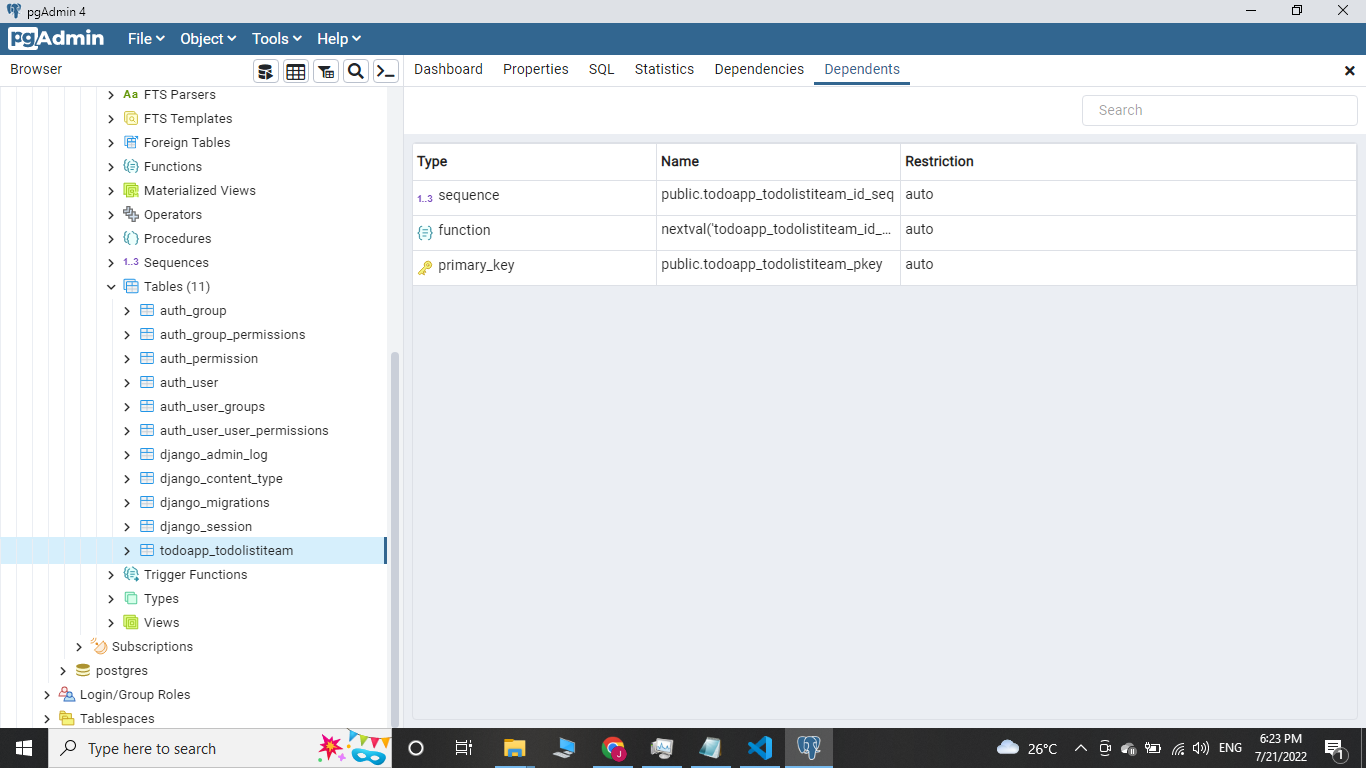 pgAdmin 4
pgAdmin File Object Tools Help
Browser
Dashboard Properties SQL Statistics Dependencies Dependents
Aa FTS Parsers
FTS Templates
Foreign Tables
Functions
Materialized Views
Operators
Procedures
1..3 Sequences
Tables (11)
auth_group
auth_group_permissions
auth_permission
auth_user
auth_user_groups
auth_user_user_permissions
django_admin_log
django_content_type
django_migrations
django_session
todoapp_todolistiteam
Trigger Functions
Types
Views
Subscriptions
postgres
Login/Group Roles
Tablespaces
Search
Type Name Restriction
1..3 sequence public.todoapp_todolistiteam_id_seq auto
function nextval('todoapp_todolistiteam_id_... auto
primary_key public.todoapp_todolistiteam_pkey auto
Type here to search
J
26°C
ENG
6:23 PM
7/21/2022
1